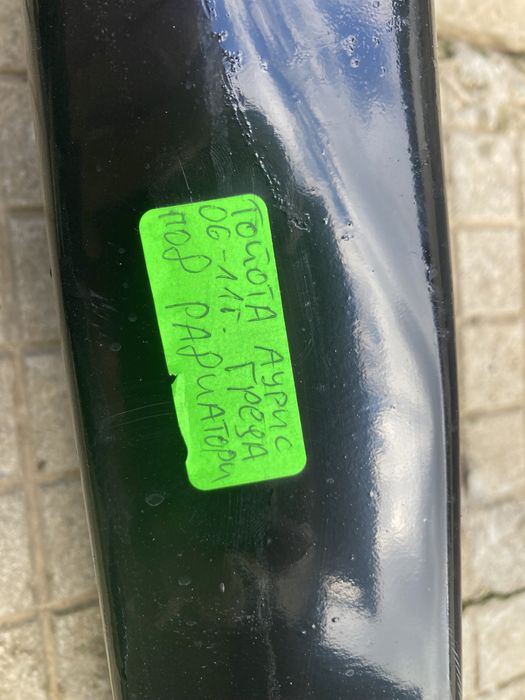 Тойота Аурис
06-11г. Греда
под радиатори